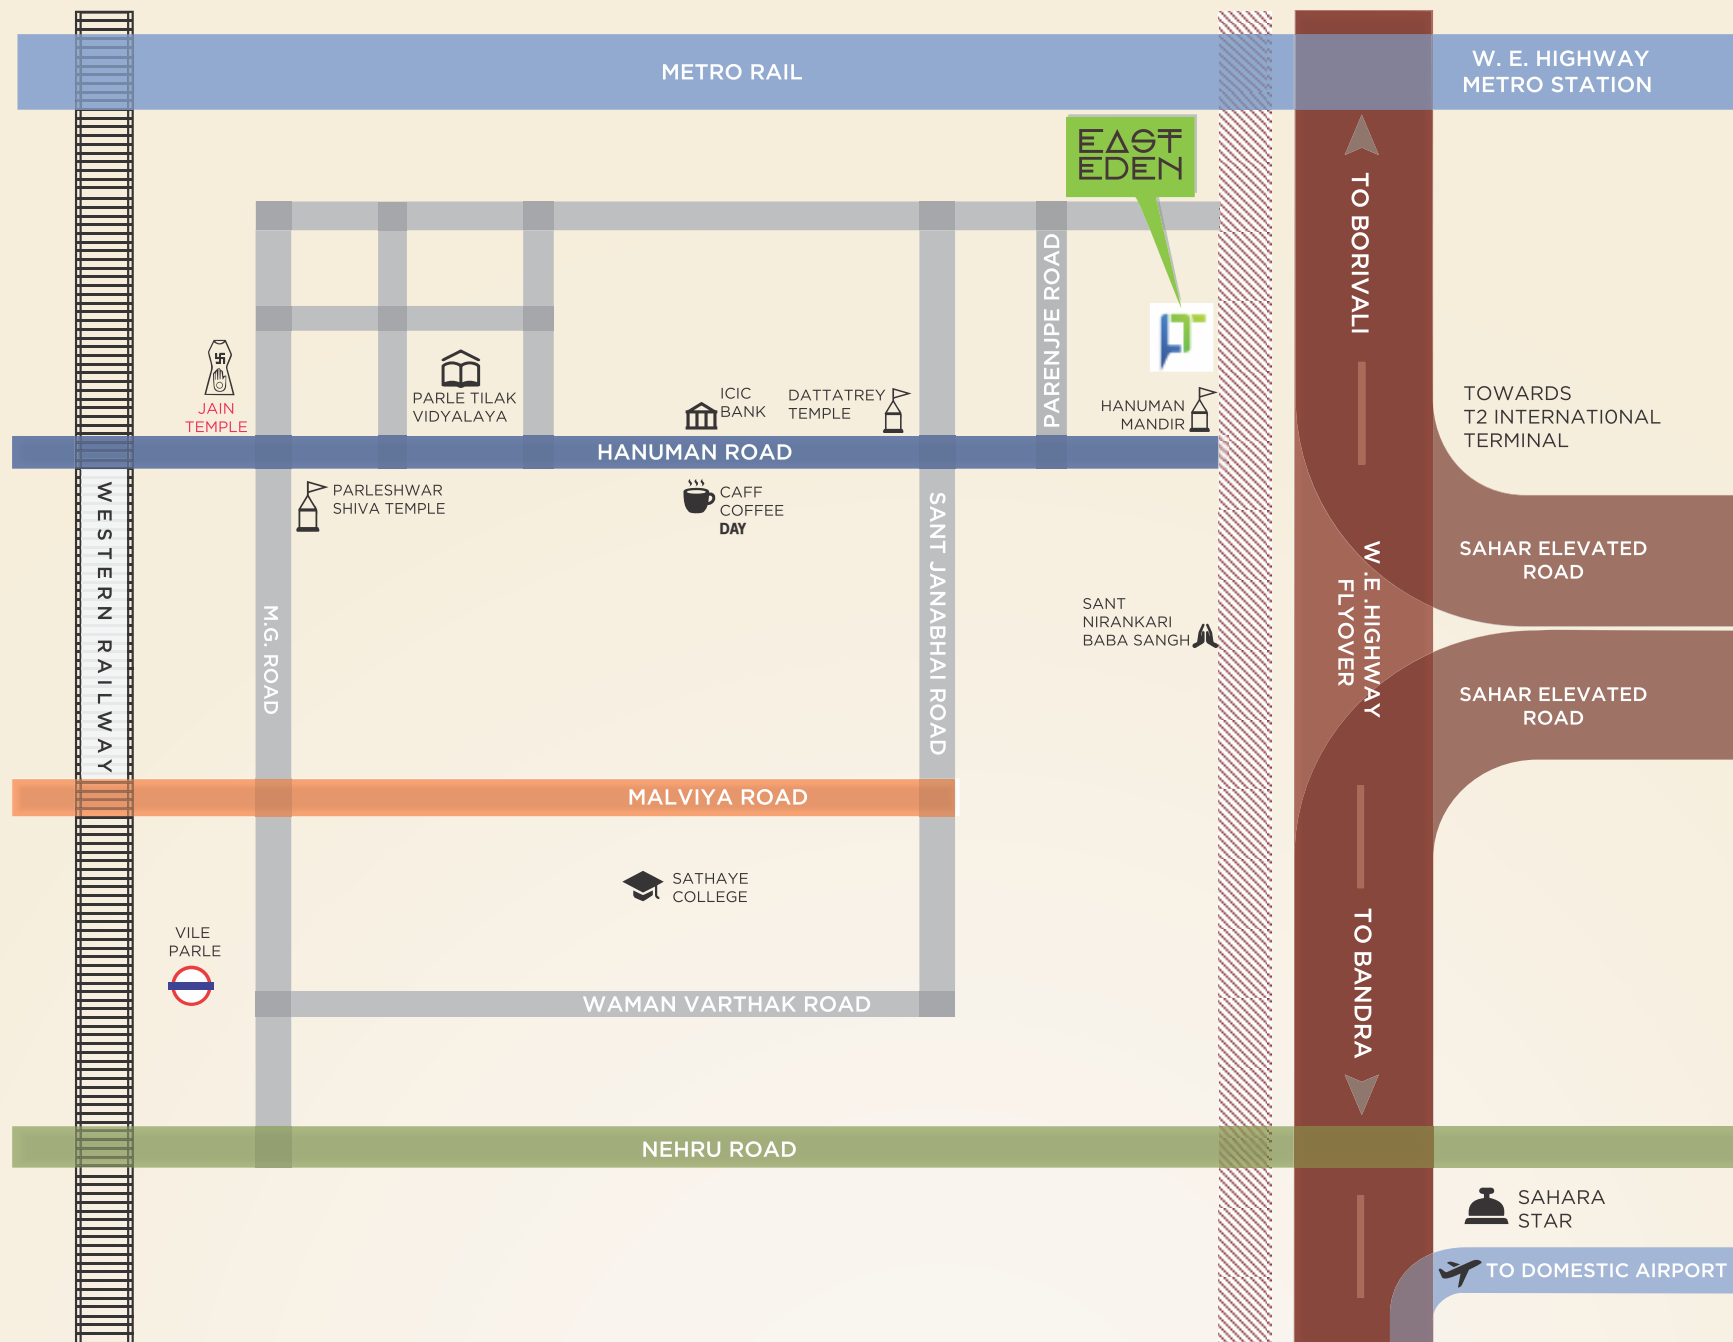 METRO RAIL
W. E. HIGHWAY
METRO STATION
EAST
EDEN
TO BORIVALI
PARENJPE ROAD
JAIN
TEMPLE
PARLE TILAK
VIDYALAYA
ICIC
BANK
DATTATREY
TEMPLE
HANUMAN
MANDIR
TOWARDS
T2 INTERNATIONAL
TERMINAL
HANUMAN ROAD
WESTERN RAILWAY
PARLESHWAR
SHIVA TEMPLE
CAFF
COFFEE
DAY
SANT JANABHAI ROAD
W .E .HIGHWAY
FLYOVER
SAHAR ELEVATED
ROAD
M.G. ROAD
SANT
NIRANKARI
BABA SANGH
SAHAR ELEVATED
ROAD
MALVIYA ROAD
SATHAYE
COLLEGE
VILE
PARLE
TO BANDRA
WAMAN VARTHAK ROAD
NEHRU ROAD
SAHARA
STAR
TO DOMESTIC AIRPORT